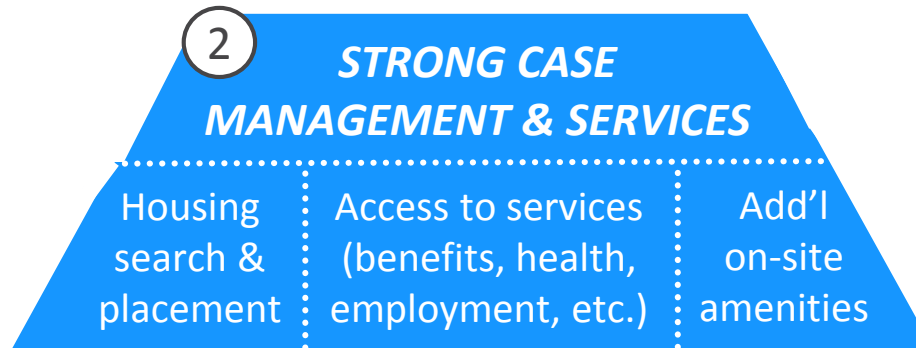 2
STRONG CASE
MANAGEMENT & SERVICES
Housing
search &
placement
Access to services
(benefits, health,
employment, etc.)
Add’l
on-site
amenities